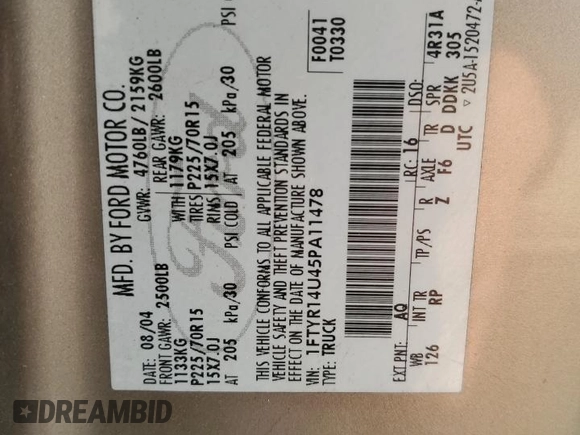 MFD. BY FORD MOTOR CO.
DATE: 08/04 GVWR: 4760LB/ 2159KG
FRONT GAWR: 2500LB REAR GAWR: 2600LB
1133KG WITH 1179KG
P225/70R15 TIRES P225/70R15
15X7.0J RIMS 15X7.0J
AT 205 kPa/30 PSI COLD AT 205 kPa/30 PSI CO
Ford
THIS VEHICLE CONFORMS TO ALL APPLICABLE FEDERAL MOTOR
VEHICLE SAFETY AND THEFT PREVENTION STANDARDS IN
EFFECT ON THE DATE OF MANUFACTURE SHOWN ABOVE.
VIN: 1FTYR14U45PA11478
TYPE: TRUCK
F0041
T0330
EXT PNT: AQ RC: 16 DSO:
WB INT TR TP/PS R AXLE TR SPR 4R31A
126 RP Z F6 D DDKK 305
UTC ▽ 2U5A-1520472-
DREAMBID